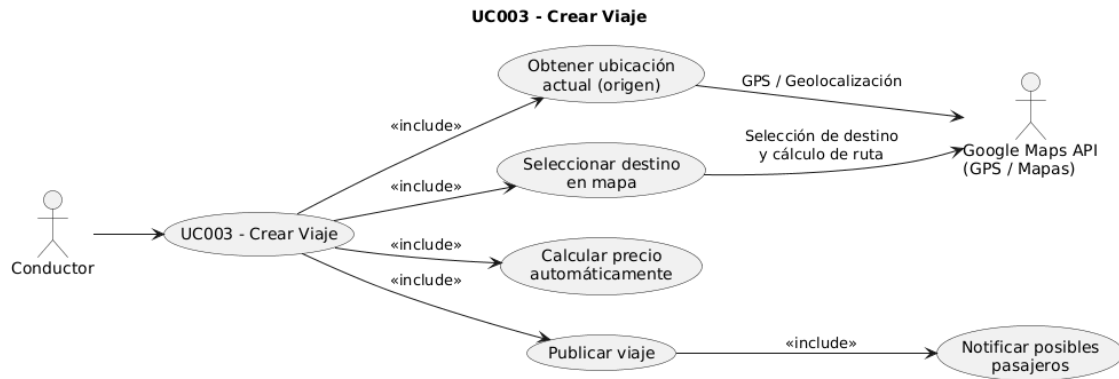 UC003 - Crear Viaje
Obtener ubicación
actual (origen)
GPS / Geolocalización
«include»
Selección de destino
y cálculo de ruta
Google Maps API
(GPS / Mapas)
Seleccionar destino
en mapa
«include»
UC003 - Crear Viaje
Conductor
«include»
Calcular precio
automáticamente
«include»
Publicar viaje
«include»
Notificar posibles
pasajeros